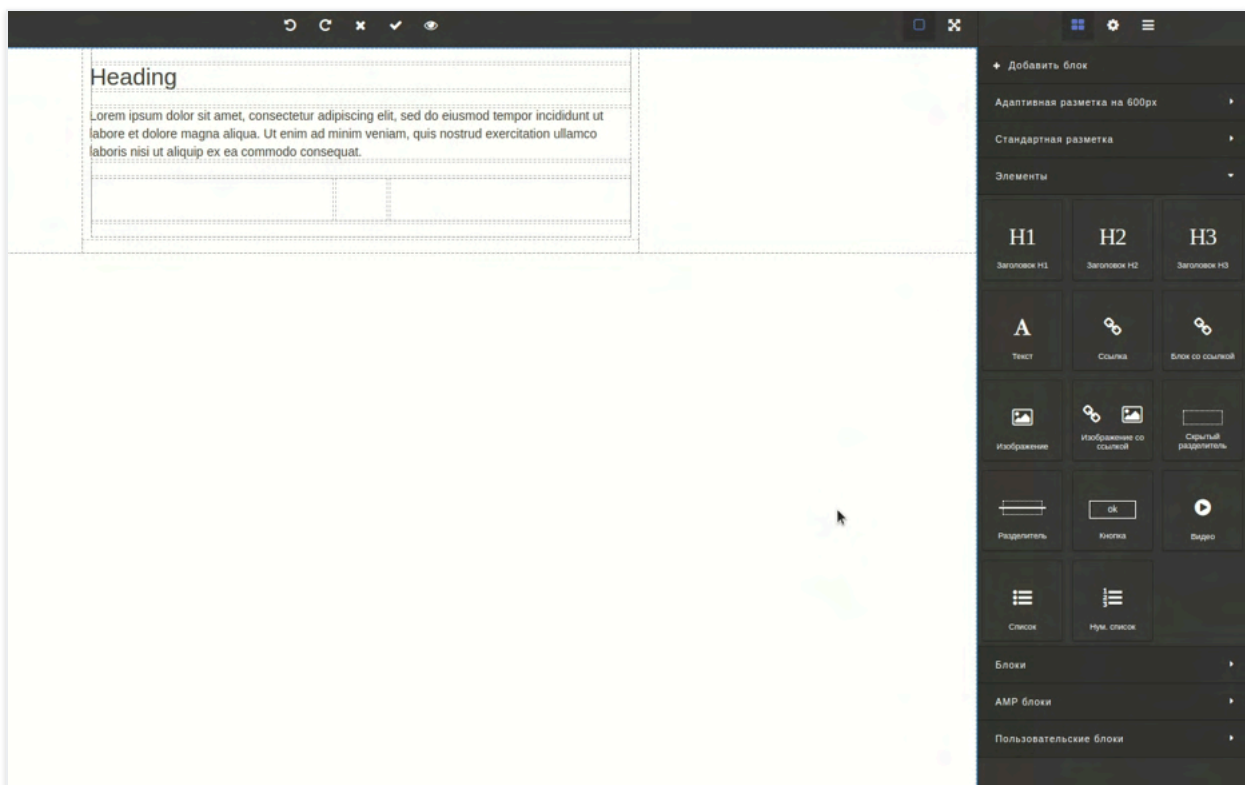 Heading
Lorem ipsum dolor sit amet, consectetur adipiscing elit, sed do eiusmod tempor incididunt ut
labore et dolore magna aliqua. Ut enim ad minim veniam, quis nostrud exercitation ullamco
laboris nisi ut aliquip ex ea commodo consequat.
+ Добавить блок
Адаптивная разметка на 600px
Стандартная разметка
Элементы
H1
H2
H3
Заголовок H1
Заголовок H2
Заголовок H3
A
Текст
Ссылка
Блок со ссылкой
Изображение
Изображение со
ссылкой
Скрытый
разделитель
ok
Разделитель
Кнопка
Видео
Список
Нум. список
Блоки
AMP блоки
Пользовательские блоки